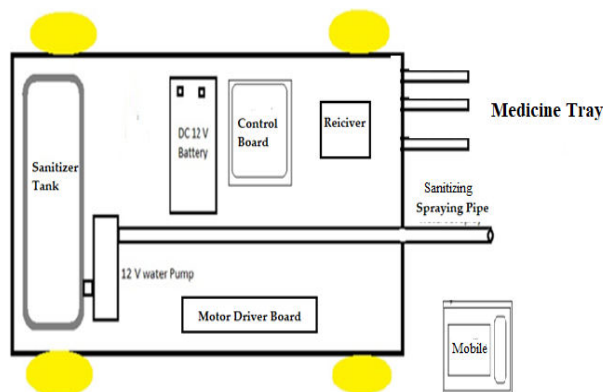 Sanitizer
Tank
DC 12 V
Battery
Control
Board
Reiciver
Medicine Tray
Sanitizing
Spraying Pipe
12 V water Pump
Motor Driver Board
Mobile